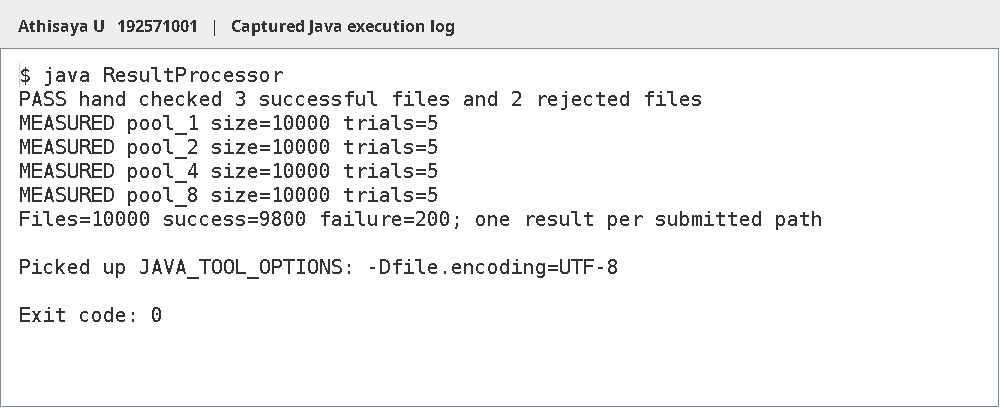 Athisaya U 192571001 | Captured Java execution log
$ java ResultProcessor
PASS hand checked 3 successful files and 2 rejected files
MEASURED pool_1 size=10000 trials=5
MEASURED pool_2 size=10000 trials=5
MEASURED pool_4 size=10000 trials=5
MEASURED pool_8 size=10000 trials=5
Files=10000 success=9800 failure=200; one result per submitted path
Picked up JAVA_TOOL_OPTIONS: -Dfile.encoding=UTF-8
Exit code: 0